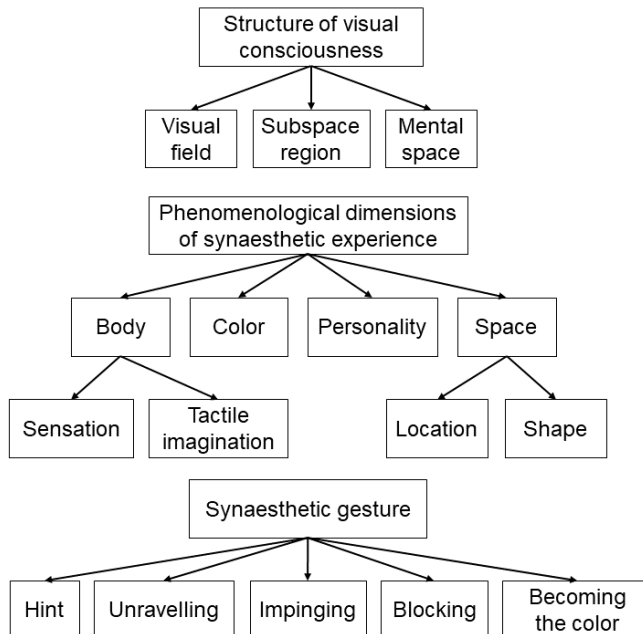 Structure of visual
consciousness
Visual
field
Subspace
region
Mental
space
Phenomenological dimensions
of synaesthetic experience
Body
Color
Personality
Space
Sensation
Tactile
imagination
Location
Shape
Synaesthetic gesture
Hint
Unravelling
Impinging
Blocking
Becoming
the color